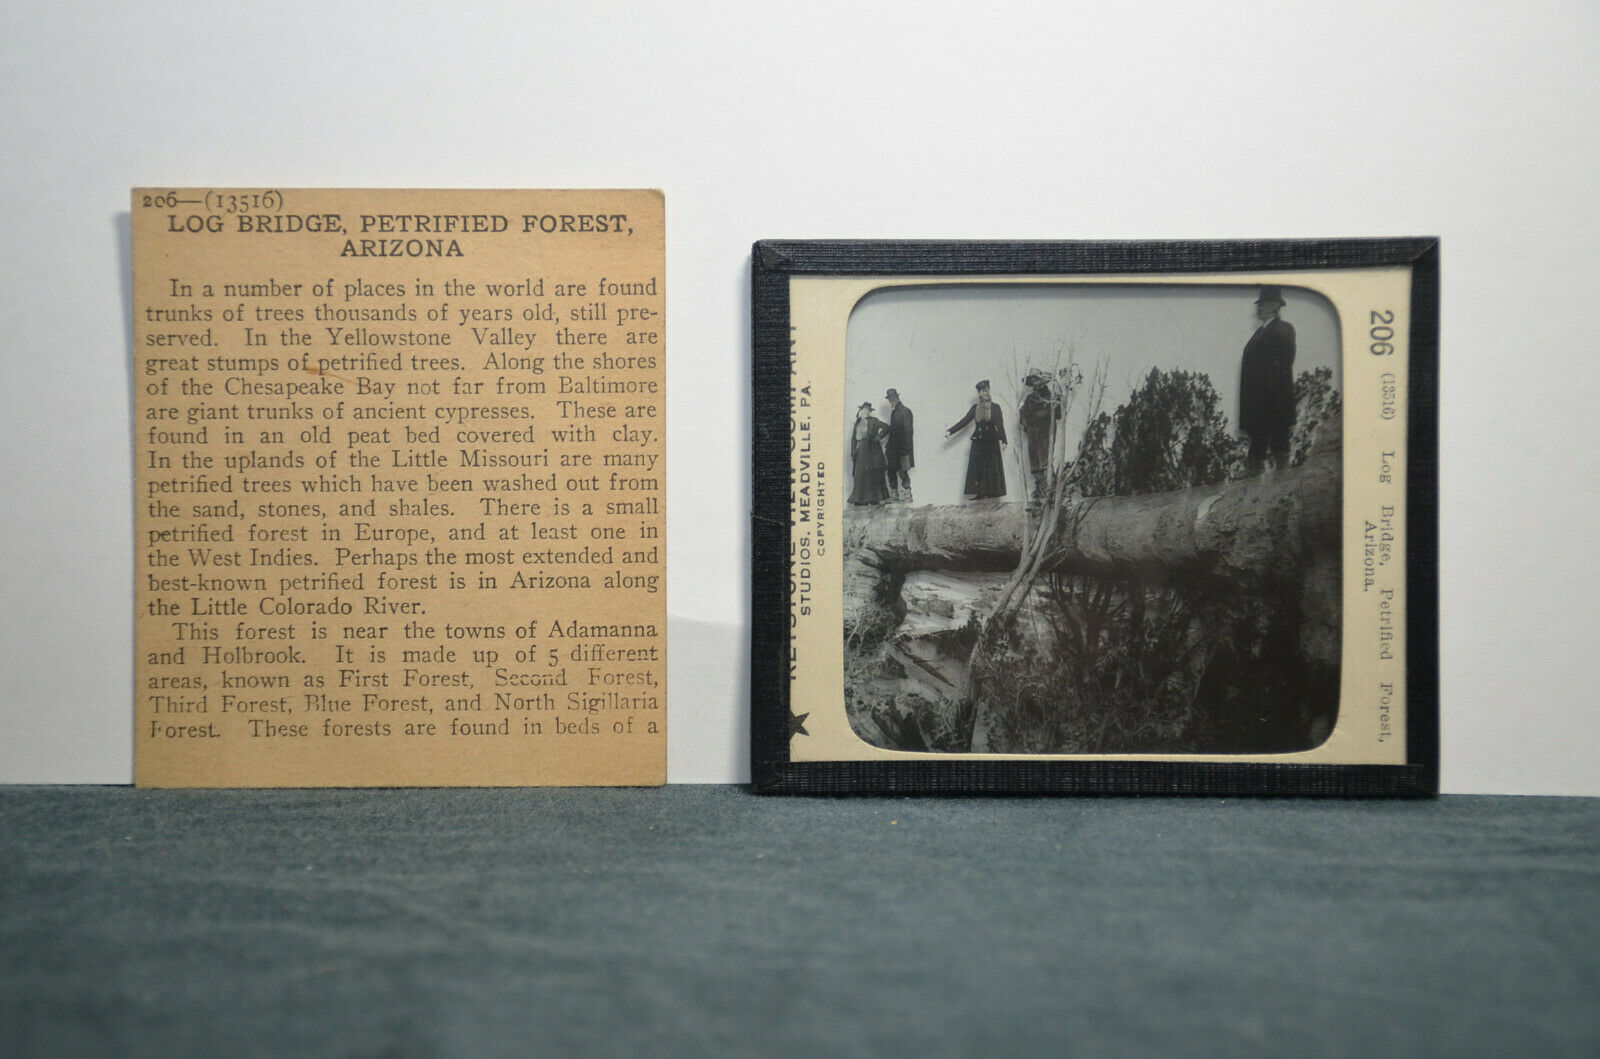 206—(13516)
LOG BRIDGE, PETRIFIED FOREST,
ARIZONA
In a number of places in the world are found
trunks of trees thousands of years old, still pre-
served. In the Yellowstone Valley there are
great stumps of petrified trees. Along the shores
of the Chesapeake Bay not far from Baltimore
are giant trunks of ancient cypresses. These are
found in an old peat bed covered with clay.
In the uplands of the Little Missouri are many
petrified trees which have been washed out from
the sand, stones, and shales. There is a small
petrified forest in Europe, and at least one in
the West Indies. Perhaps the most extended and
best-known petrified forest is in Arizona along
the Little Colorado River.
This forest is near the towns of Adamanna
and Holbrook. It is made up of 5 different
areas, known as First Forest, Second Forest,
Third Forest, Blue Forest, and North Sigillaria
Forest. These forests are found in beds of a
KEYSTONE VIEW COMPANY
STUDIOS. MEADVILLE, PA.
COPYRIGHTED
206 (13516) Log Bridge, Petrified Forest,
Arizona.